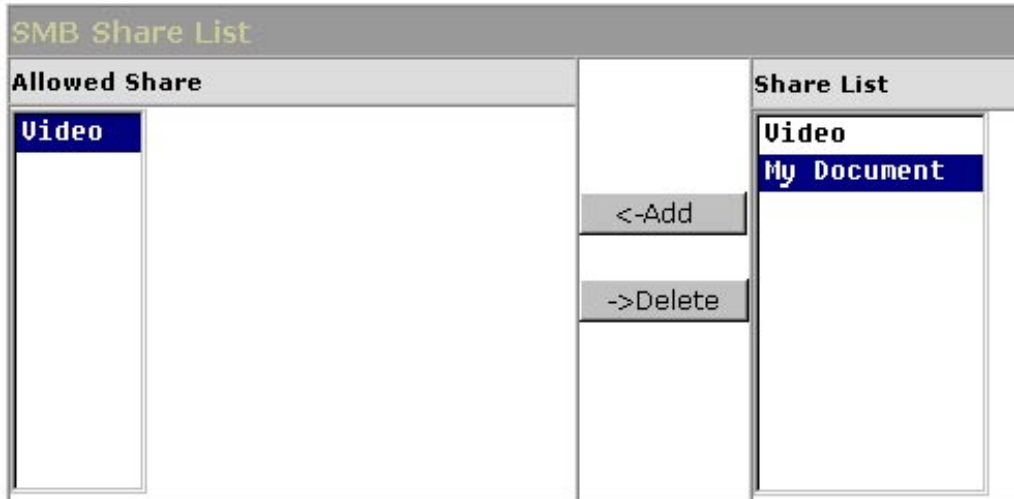 SMB Share List
Allowed Share
Share List
Video
Video
My Document
<-Add
->Delete